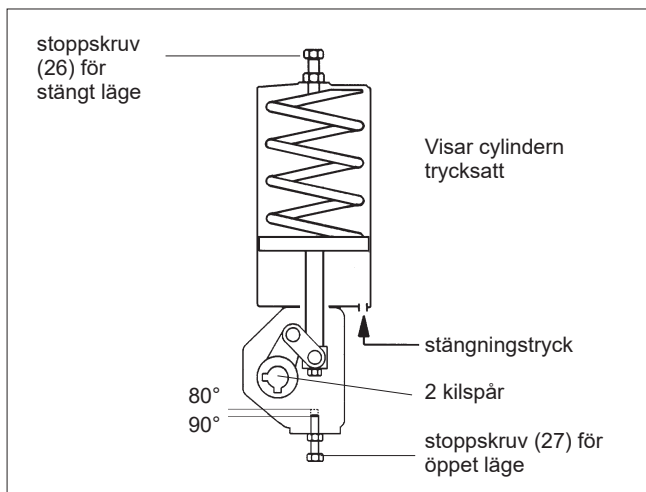 stoppskruv
(26) för
stängt läge
Visar cylindern
trycksatt
stängningstryck
2 kilspår
80°
90°
stoppskruv (27) för
öppet läge